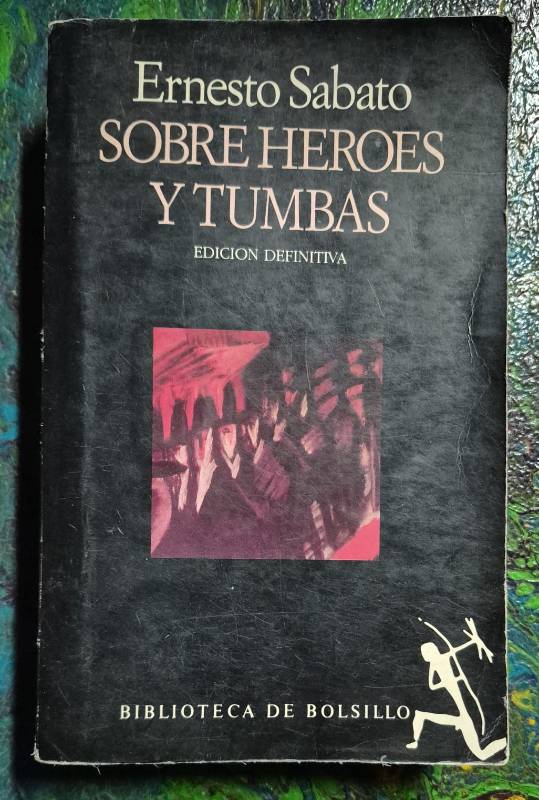 Ernesto Sabato
SOBRE HEROES
Y TUMBAS
EDICION DEFINITIVA
BIBLIOTECA DE BOLSILLO